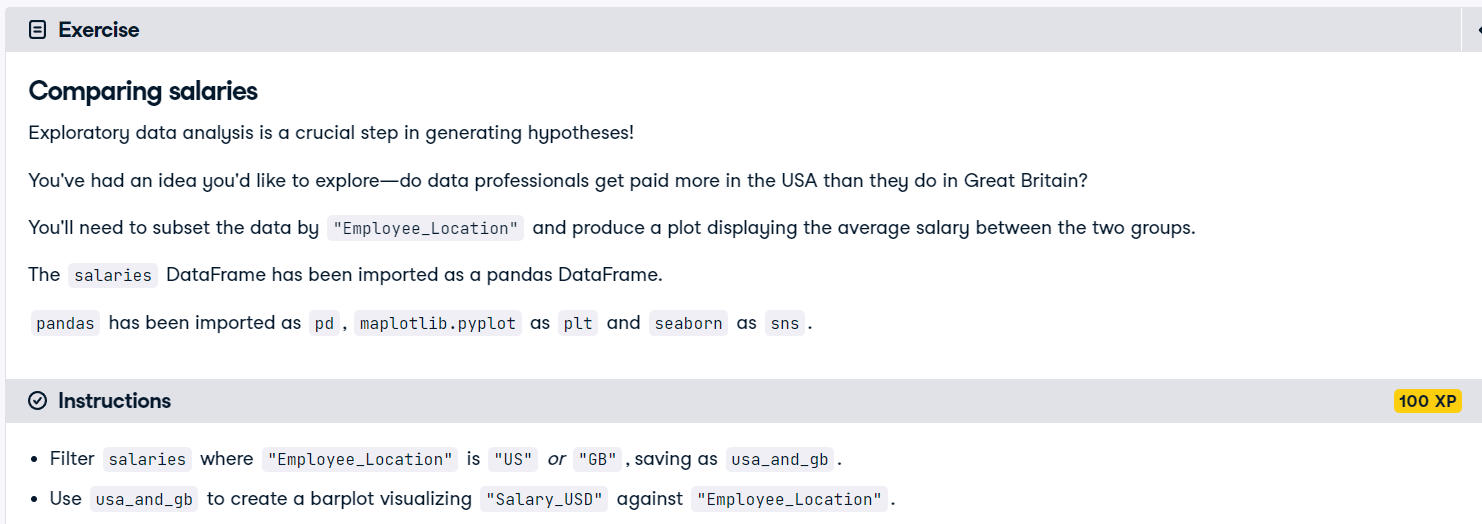 Exercise
Comparing salaries
Exploratory data analysis is a crucial step in generating hypotheses!
You've had an idea you'd like to explore—do data professionals get paid more in the USA than they do in Great Britain?
You'll need to subset the data by "Employee_Location" and produce a plot displaying the average salary between the two groups.
The salaries DataFrame has been imported as a pandas DataFrame.
pandas has been imported as pd, maplotlib.pyplot as plt and seaborn as sns.
Instructions
100 XP
• Filter salaries where "Employee_Location" is "US" or "GB", saving as usa_and_gb.
• Use usa_and_gb to create a barplot visualizing "Salary_USD" against "Employee_Location".